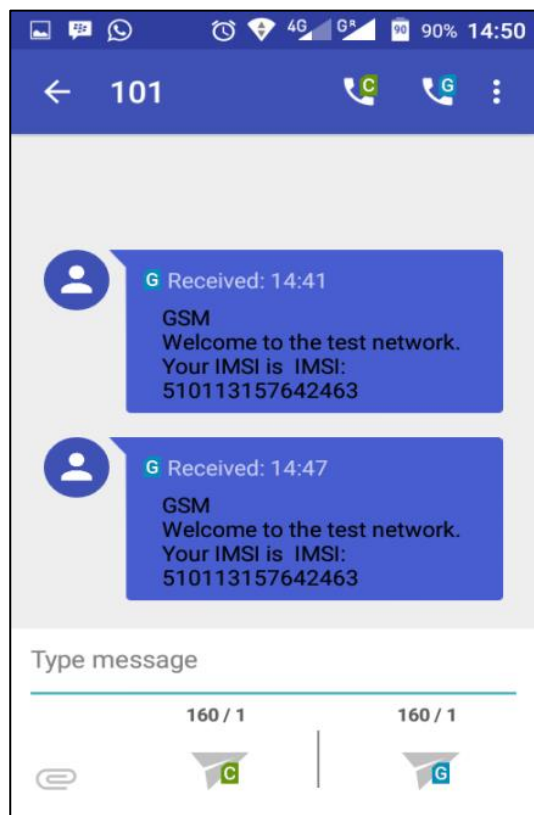 4G G R 90 90% 14:50
101 C G
G Received: 14:41
GSM
Welcome to the test network.
Your IMSI is  IMSI:
510113157642463
G Received: 14:47
GSM
Welcome to the test network.
Your IMSI is  IMSI:
510113157642463
Type message
160 / 1 160 / 1
C G